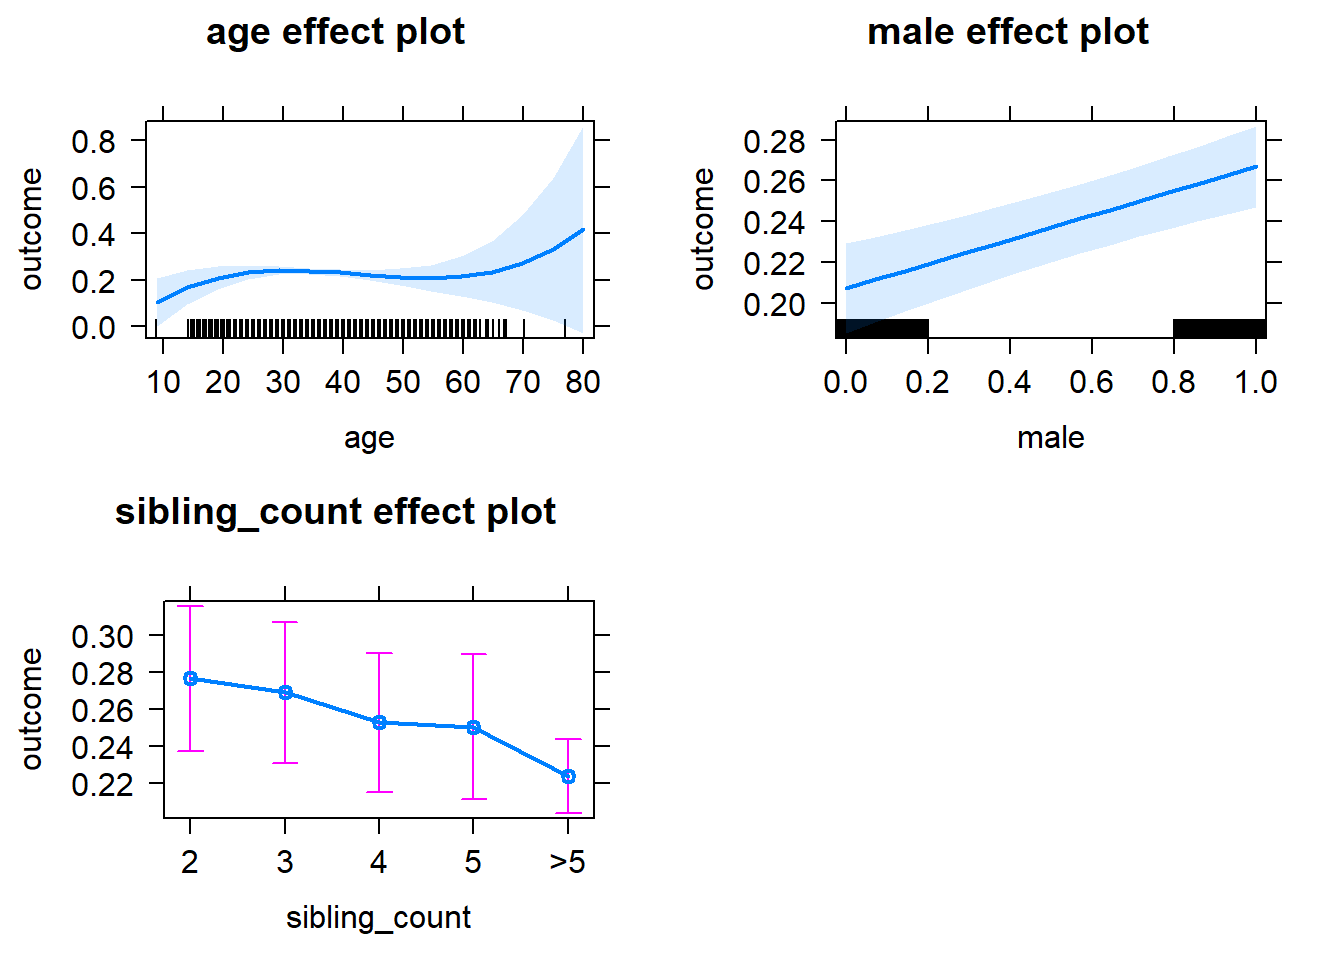 age effect plot
outcome
0.8
0.6
0.4
0.2
0.0
10 20 30 40 50 60 70 80
age
male effect plot
outcome
0.28
0.26
0.24
0.22
0.20
0.0 0.2 0.4 0.6 0.8 1.0
male
sibling_count effect plot
outcome
0.30
0.28
0.26
0.24
0.22
2 3 4 5 >5
sibling_count